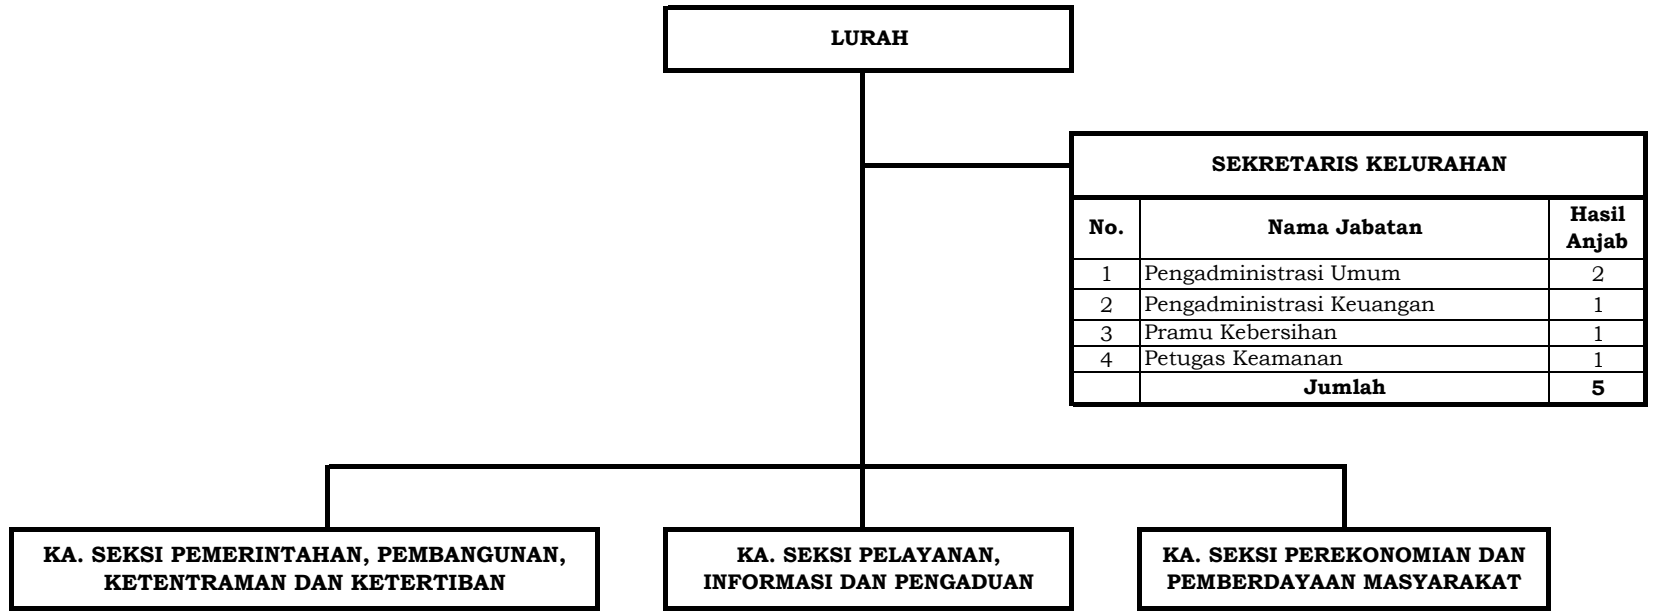 LURAH
SEKRETARIS KELURAHAN
No. Nama Jabatan Hasil Anjab
1 Pengadministrasi Umum 2
2 Pengadministrasi Keuangan 1
3 Pramu Kebersihan 1
4 Petugas Keamanan 1
Jumlah 5
KA. SEKSI PEMERINTAHAN, PEMBANGUNAN,
KETENTRAMAN DAN KETERTIBAN
KA. SEKSI PELAYANAN,
INFORMASI DAN PENGADUAN
KA. SEKSI PEREKONOMIAN DAN
PEMBERDAYAAN MASYARAKAT